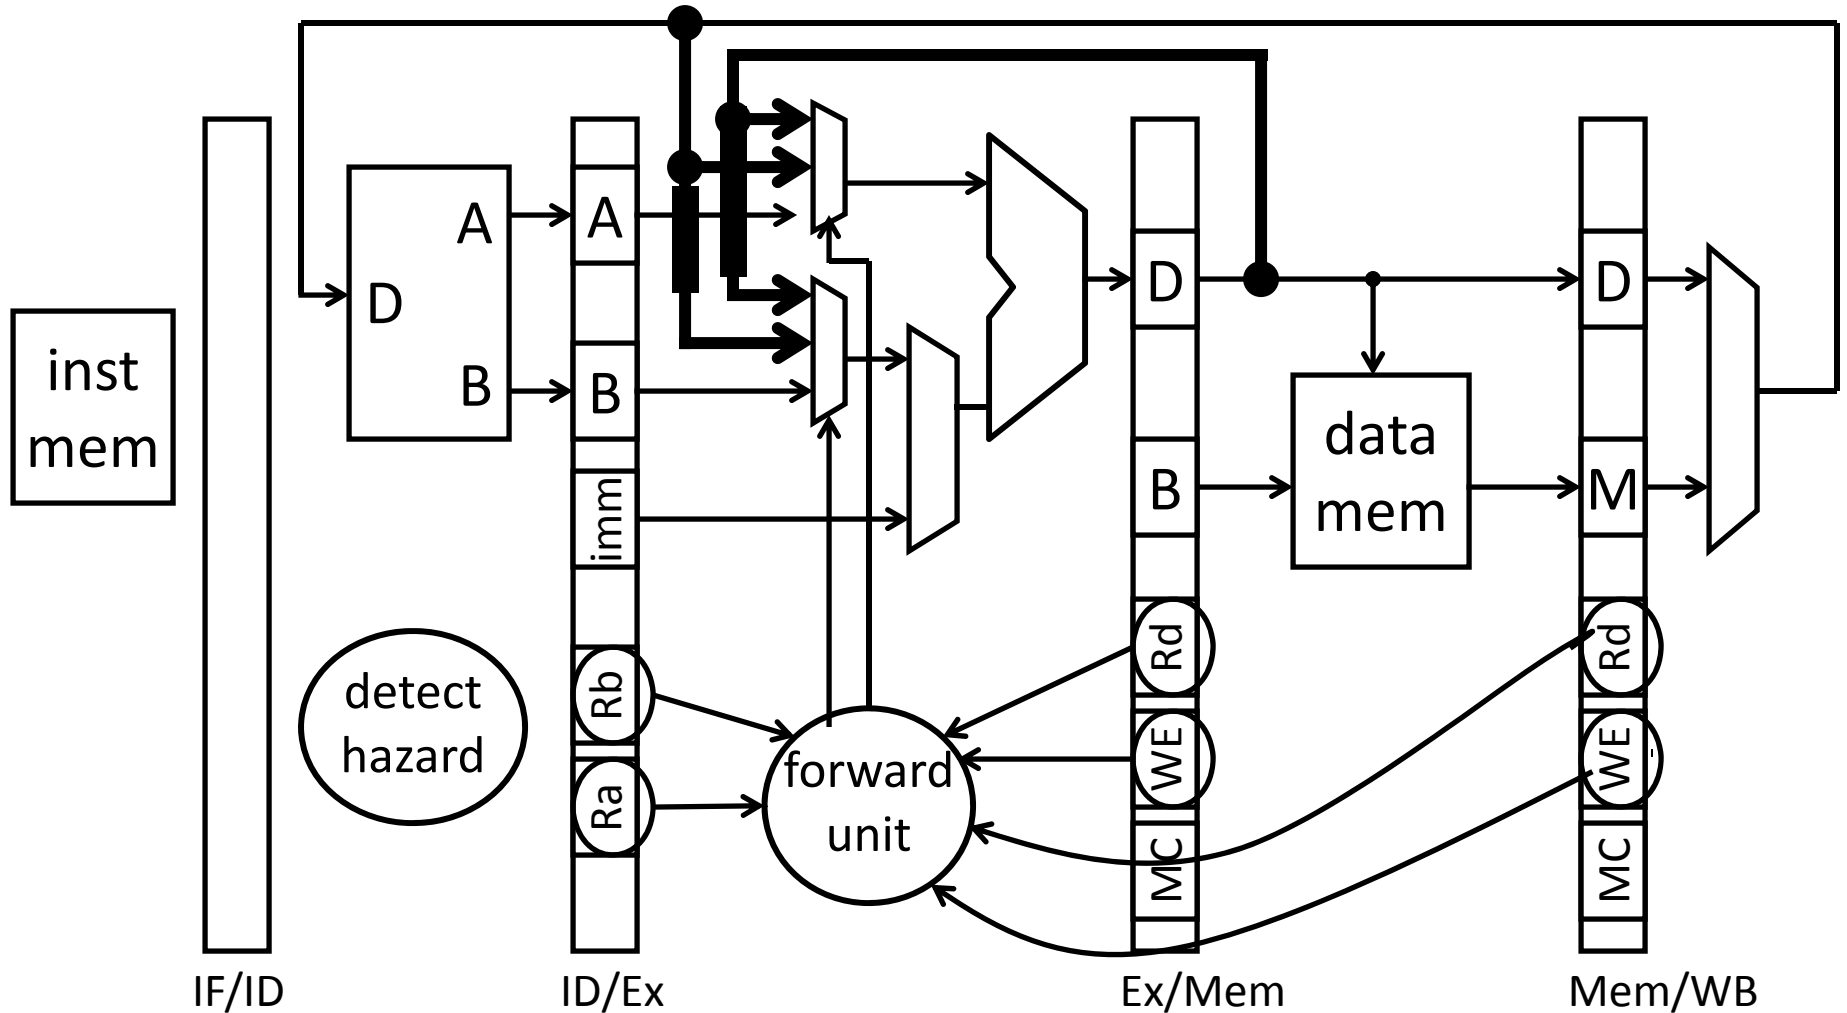 inst
mem
D
A
B
A
B
imm
Rb
Ra
detect
hazard
forward
unit
D
B
Rd
WE
MC
data
mem
D
M
Rd
WE
MC
IF/ID
ID/Ex
Ex/Mem
Mem/WB